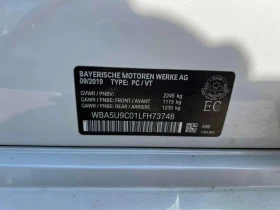 BAYERISCHE MOTOREN WERKE AG
09/2019 TYPE: PC / VT
GVWR / PNBV: 2245 kg
GAWR / PNBE: FRONT / AVANT 1115 kg
GAWR / PNBE: REAR / ARRIERE 1230 kg
WBA5U9C01LFH73748
EC